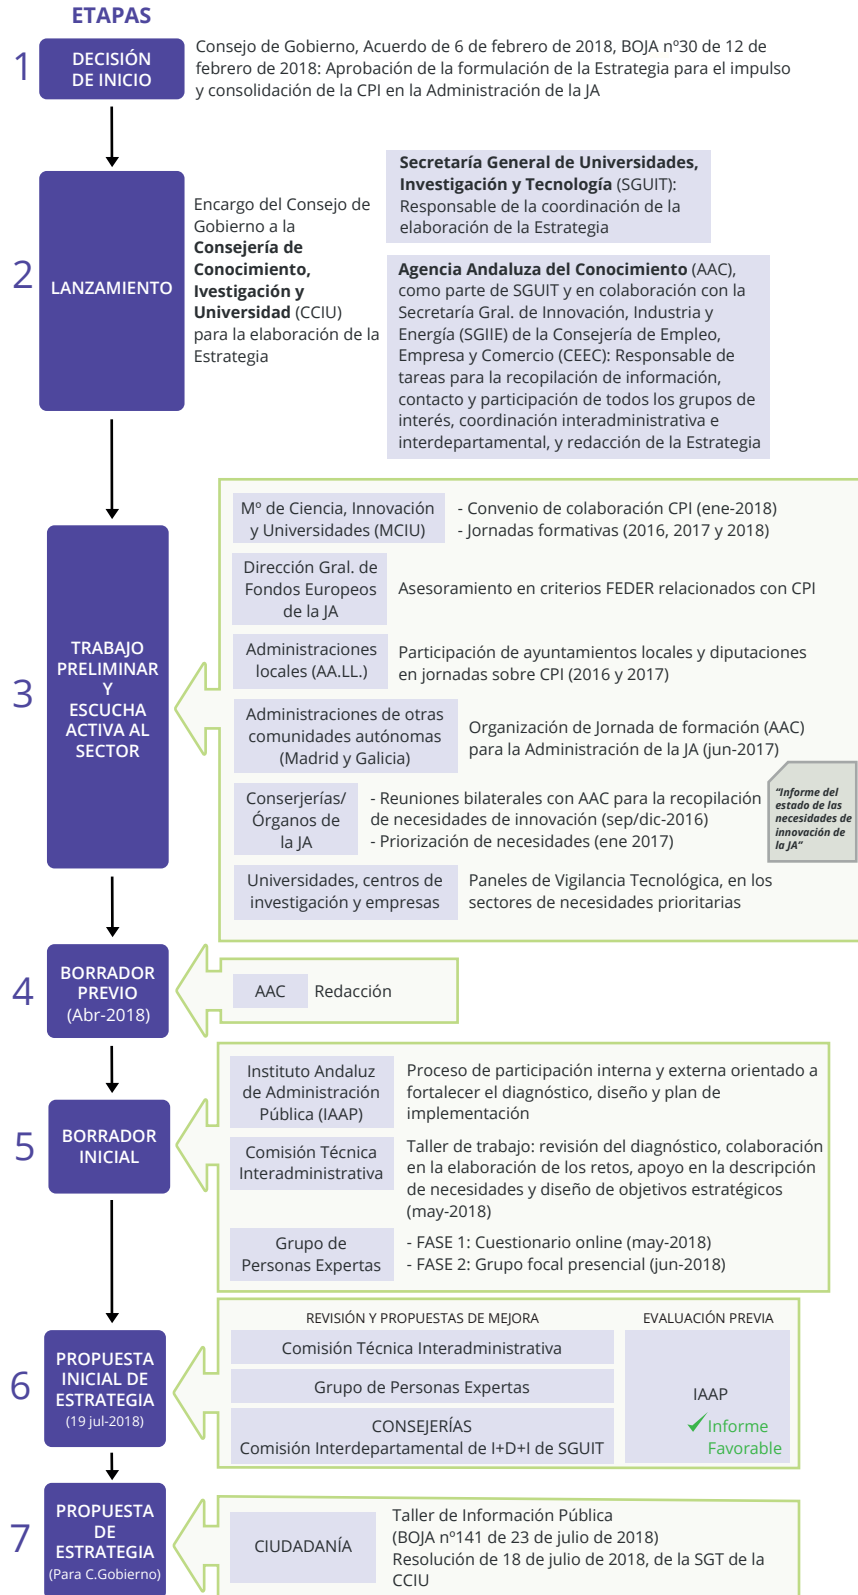 ETAPAS
1
DECISIÓN
DE INICIO
Consejo de Gobierno, Acuerdo de 6 de febrero de 2018, BOJA nº30 de 12 de
febrero de 2018: Aprobación de la formulación de la Estrategia para el impulso
y consolidación de la CPI en la Administración de la JA
2
LANZAMIENTO
Encargo del Consejo de
Gobierno a la
Consejería de
Conocimiento,
Ivestigación y
Universidad (CCIU)
para la elaboración de la
Estrategia
Secretaría General de Universidades,
Investigación y Tecnología (SGUIT):
Responsable de la coordinación de la
elaboración de la Estrategia
Agencia Andaluza del Conocimiento (AAC),
como parte de SGUIT y en colaboración con la
Secretaría Gral. de Innovación, Industria y
Energía (SGIIE) de la Consejería de Empleo,
Empresa y Comercio (CEEC): Responsable de
tareas para la recopilación de información,
contacto y participación de todos los grupos de
interés, coordinación interadministrativa e
interdepartamental, y redacción de la Estrategia
3
TRABAJO
PRELIMINAR
Y
ESCUCHA
ACTIVA AL
SECTOR
Mº de Ciencia, Innovación
y Universidades (MCIU)
- Convenio de colaboración CPI (ene-2018)
- Jornadas formativas (2016, 2017 y 2018)
Dirección Gral. de
Fondos Europeos
de la JA
Asesoramiento en criterios FEDER relacionados con CPI
Administraciones
locales (AA.LL.)
Participación de ayuntamientos locales y diputaciones
en jornadas sobre CPI (2016 y 2017)
Administraciones de otras
comunidades autónomas
(Madrid y Galicia)
Organización de Jornada de formación (AAC)
para la Administración de la JA (jun-2017)
Conserjerías/
Órganos de
la JA
- Reuniones bilaterales con AAC para la recopilación
de necesidades de innovación (sep/dic-2016)
- Priorización de necesidades (ene 2017)
“Informe del
estado de las
necesidades de
innovación de
la JA”
Universidades, centros de
investigación y empresas
Paneles de Vigilancia Tecnológica, en los
sectores de necesidades prioritarias
4
BORRADOR
PREVIO
(Abr-2018)
AAC
Redacción
5
BORRADOR
INICIAL
Instituto Andaluz
de Administración
Pública (IAAP)
Proceso de participación interna y externa orientado a
fortalecer el diagnóstico, diseño y plan de
implementación
Comisión Técnica
Interadministrativa
Taller de trabajo: revisión del diagnóstico, colaboración
en la elaboración de los retos, apoyo en la descripción
de necesidades y diseño de objetivos estratégicos
(may-2018)
Grupo de
Personas Expertas
- FASE 1: Cuestionario online (may-2018)
- FASE 2: Grupo focal presencial (jun-2018)
6
PROPUESTA
INICIAL DE
ESTRATEGIA
(19 jul-2018)
REVISIÓN Y PROPUESTAS DE MEJORA
Comisión Técnica Interadministrativa
Grupo de Personas Expertas
CONSEJERÍAS
Comisión Interdepartamental de I+D+I de SGUIT
EVALUACIÓN PREVIA
IAAP
Informe
Favorable
7
PROPUESTA
DE
ESTRATEGIA
(Para C.Gobierno)
CIUDADANÍA
Taller de Información Pública
(BOJA nº141 de 23 de julio de 2018)
Resolución de 18 de julio de 2018, de la SGT de la
CCIU